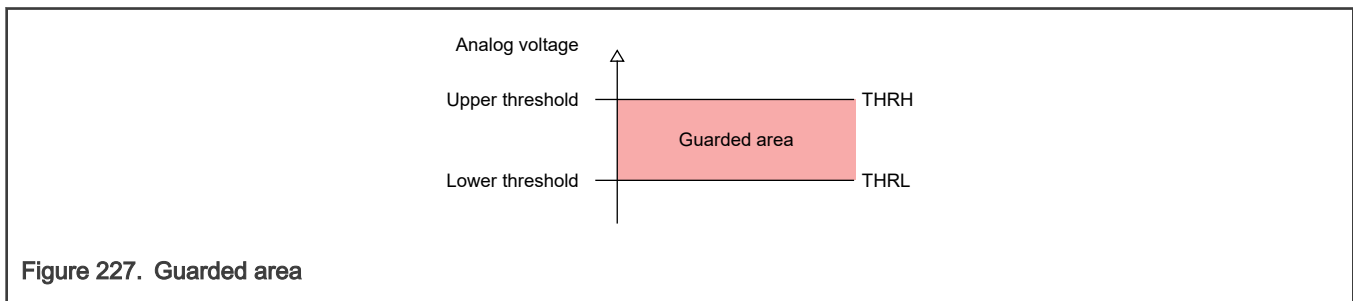 Analog voltage
Upper threshold THRH
Guarded area
Lower threshold THRL
Figure 227. Guarded area